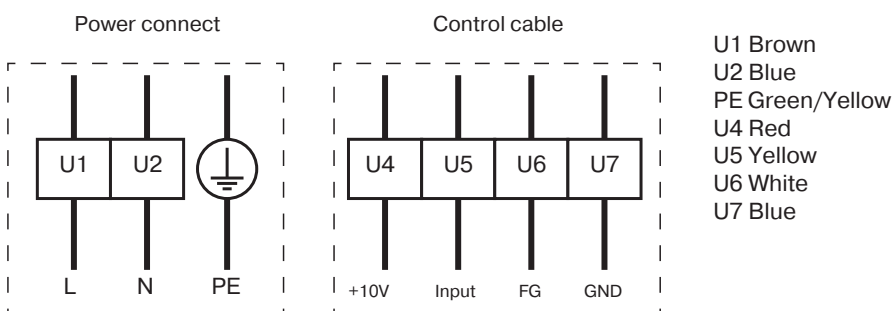 Power connect
Control cable
U1 Brown
U2 Blue
PE Green/Yellow
U4 Red
U5 Yellow
U6 White
U7 Blue
U1 U2
U4 U5 U6 U7
L N PE
+10V Input FG GND